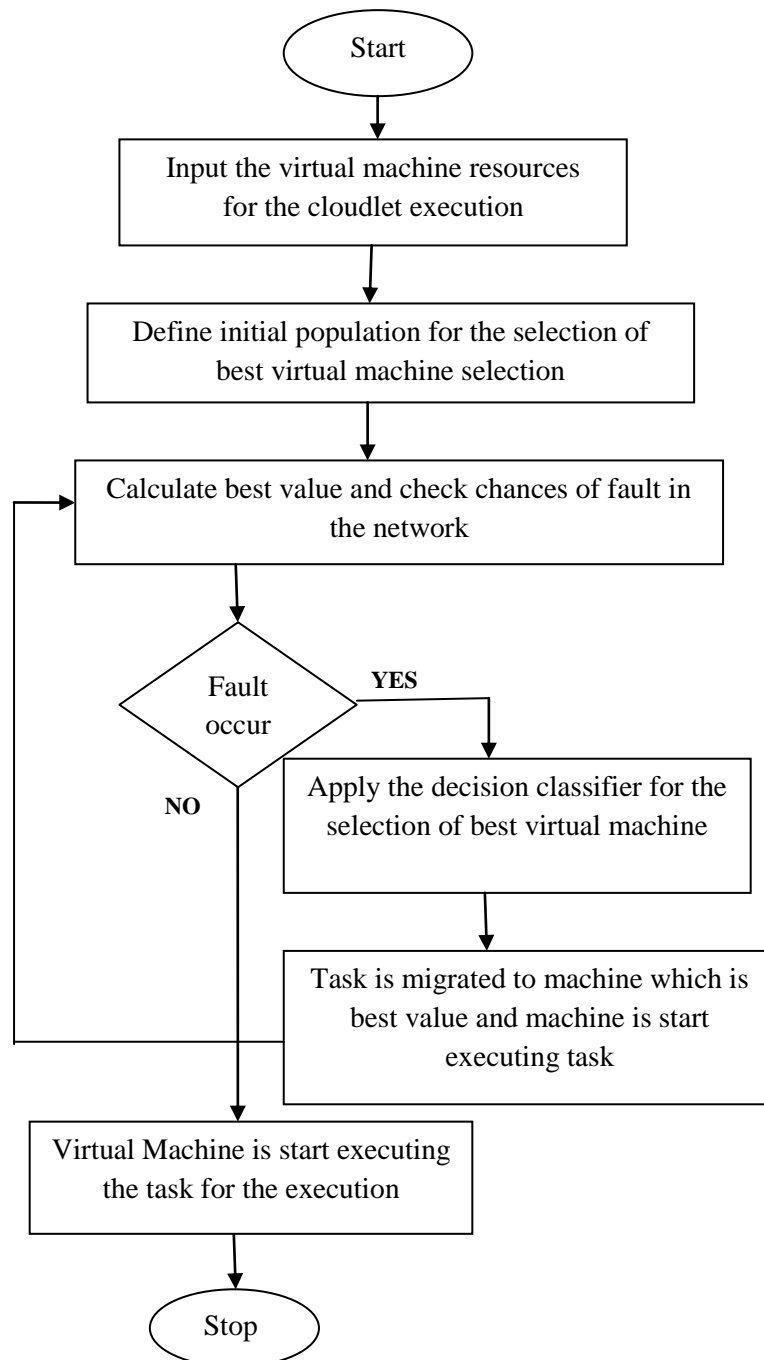 Start
Input the virtual machine resources
for the cloudlet execution
Define initial population for the selection of
best virtual machine selection
Calculate best value and check chances of fault in
the network
Fault
occur
YES
NO
Apply the decision classifier for the
selection of best virtual machine
Task is migrated to machine which is
best value and machine is start
executing task
Virtual Machine is start executing
the task for the execution
Stop